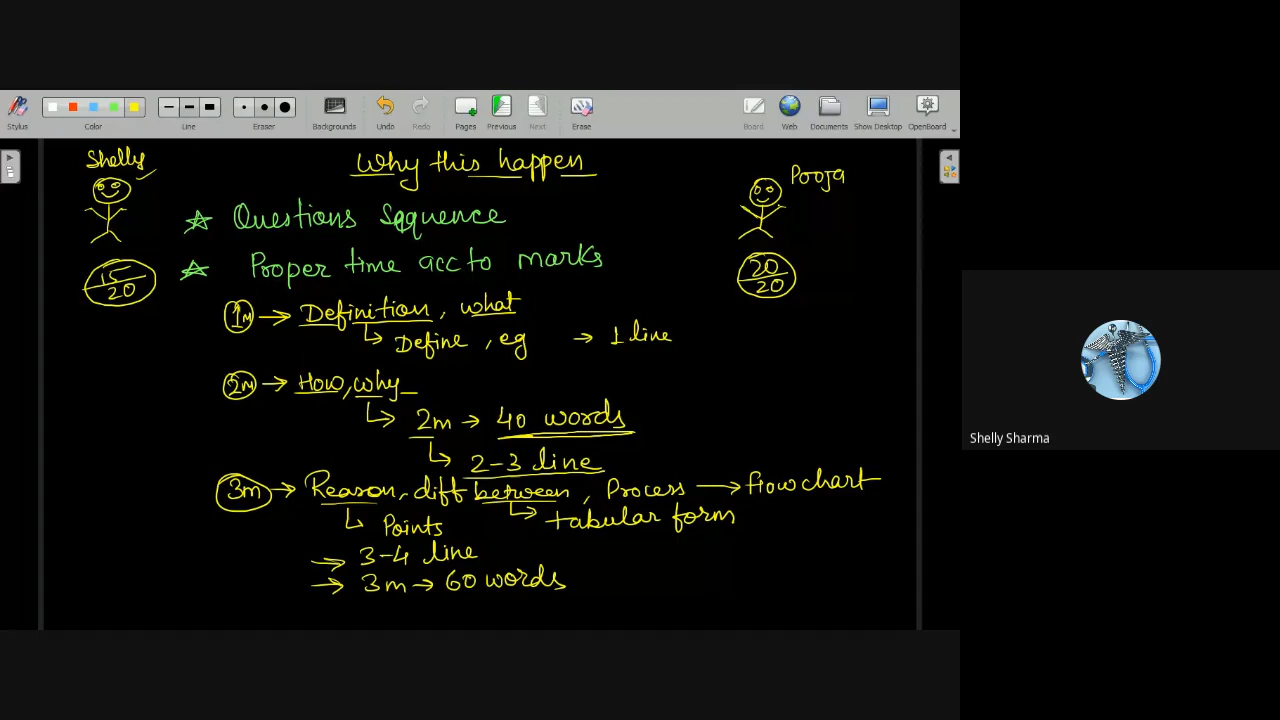 Stylus
Color
Line
Eraser
Backgrounds
Undo
Redo
Pages
Previous
Next
Erase
Board
Web
Documents
Show Desktop
OpenBoard
Shelly
Why this happen
Pooja
☆ Questions Sequence
15/20
☆ Proper time acc to marks
20/20
1m → Definition, what
↳ Define, eg → 1 line
2m → How, why
↳ 2m → 40 words
↳ 2-3 line
3m → Reason, diff between, Process → flow chart
↳ Points ↳ tabular form
→ 3-4 line
→ 3m → 60 words
Shelly Sharma